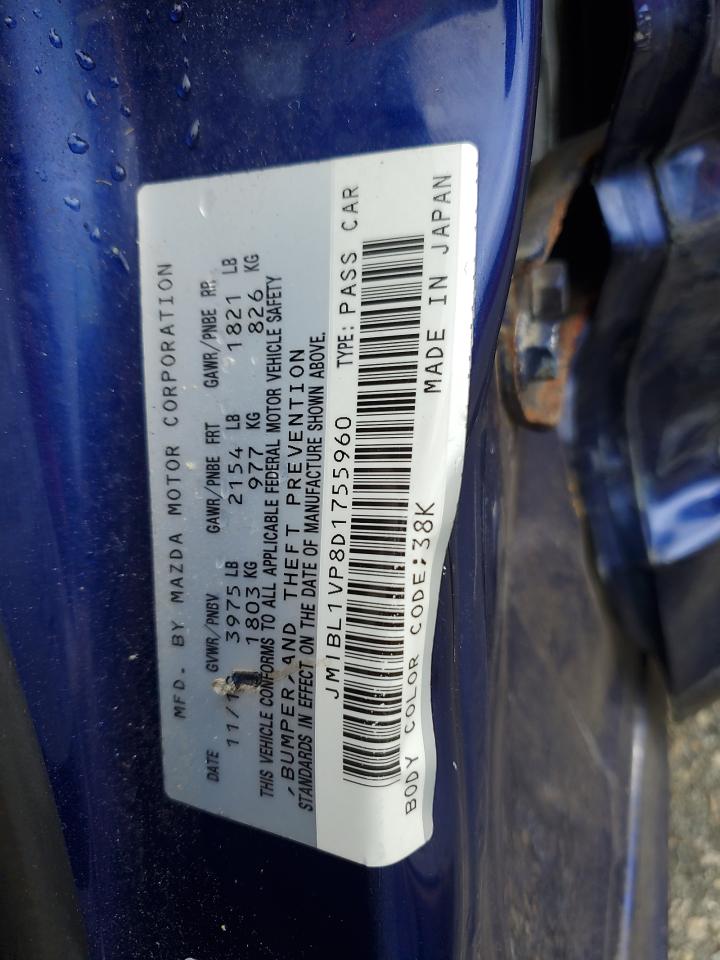 MFD. BY MAZDA MOTOR CORPORATION
DATE GVWR/PNBV GAWR/PNBE FRT GAWR/PNBE RR
11/1 3975 LB 2154 LB 1821 LB
1803 KG 977 KG 826 KG
THIS VEHICLE CONFORMS TO ALL APPLICABLE FEDERAL MOTOR VEHICLE SAFETY
,BUMPER,AND THEFT PREVENTION
STANDARDS IN EFFECT ON THE DATE OF MANUFACTURE SHOWN ABOVE.
JM1BL1VP8D1755960 TYPE: PASS CAR
BODY COLOR CODE:38K MADE IN JAPAN